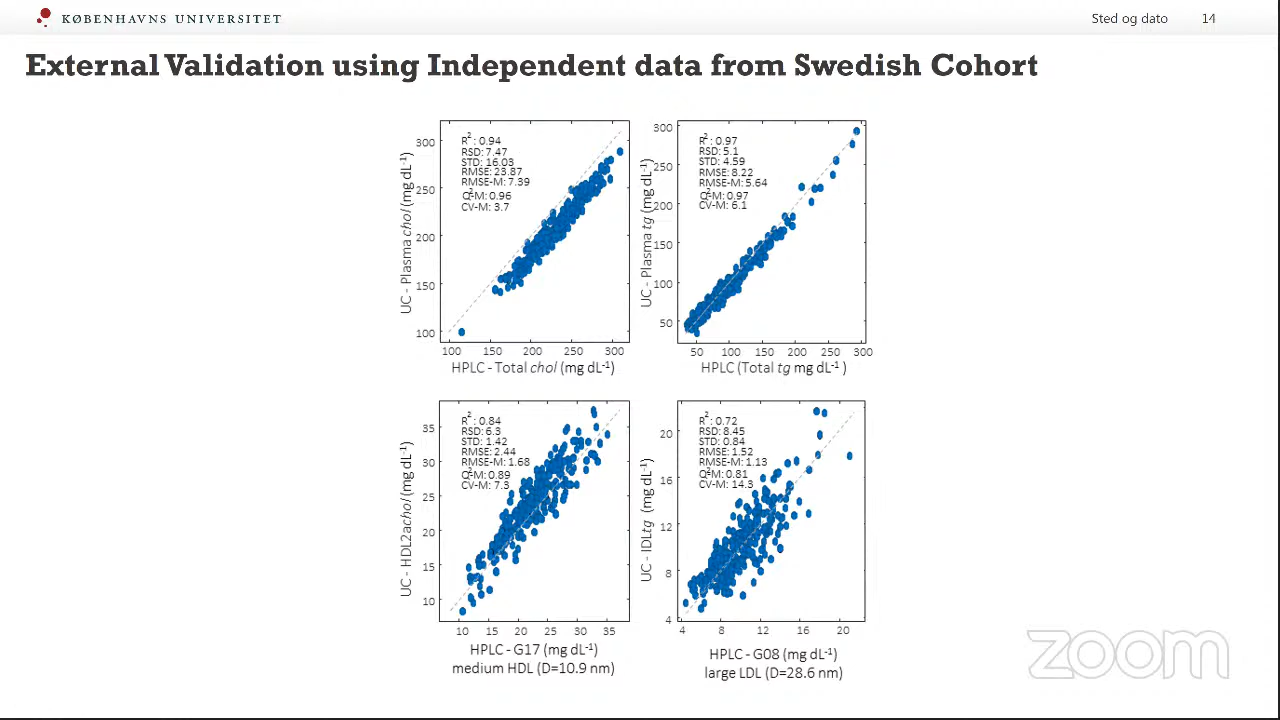 KØBENHAVNS UNIVERSITET
Sted og dato 14
External Validation using Independent data from Swedish Cohort
R²: 0.94
RSD: 7.47
STD: 16.03
RMSE: 23.87
RMSE-M: 7.39
Q²-M: 0.96
CV-M: 3.7
300
250
200
150
100
UC - Plasma chol (mg dL-1)
100 150 200 250 300
HPLC - Total chol (mg dL-1)
R²: 0.97
RSD: 5.1
STD: 4.59
RMSE: 8.22
RMSE-M: 5.64
Q²-M: 0.97
CV-M: 6.1
300
250
200
150
100
50
UC - Plasma tg (mg dL-1)
50 100 150 200 250 300
HPLC (Total tg mg dL-1 )
R²: 0.84
RSD: 6.3
STD: 1.42
RMSE: 2.44
RMSE-M: 1.68
Q²-M: 0.89
CV-M: 7.3
35
30
25
20
15
10
UC - HDL2achol (mg dL-1)
10 15 20 25 30 35
HPLC - G17 (mg dL-1)
medium HDL (D=10.9 nm)
R²: 0.72
RSD: 8.45
STD: 0.84
RMSE: 1.52
RMSE-M: 1.13
Q²-M: 0.81
CV-M: 14.3
20
16
12
8
4
UC - IDLtg (mg dL-1)
4 8 12 16 20
HPLC - G08 (mg dL-1)
large LDL (D=28.6 nm)
zoom